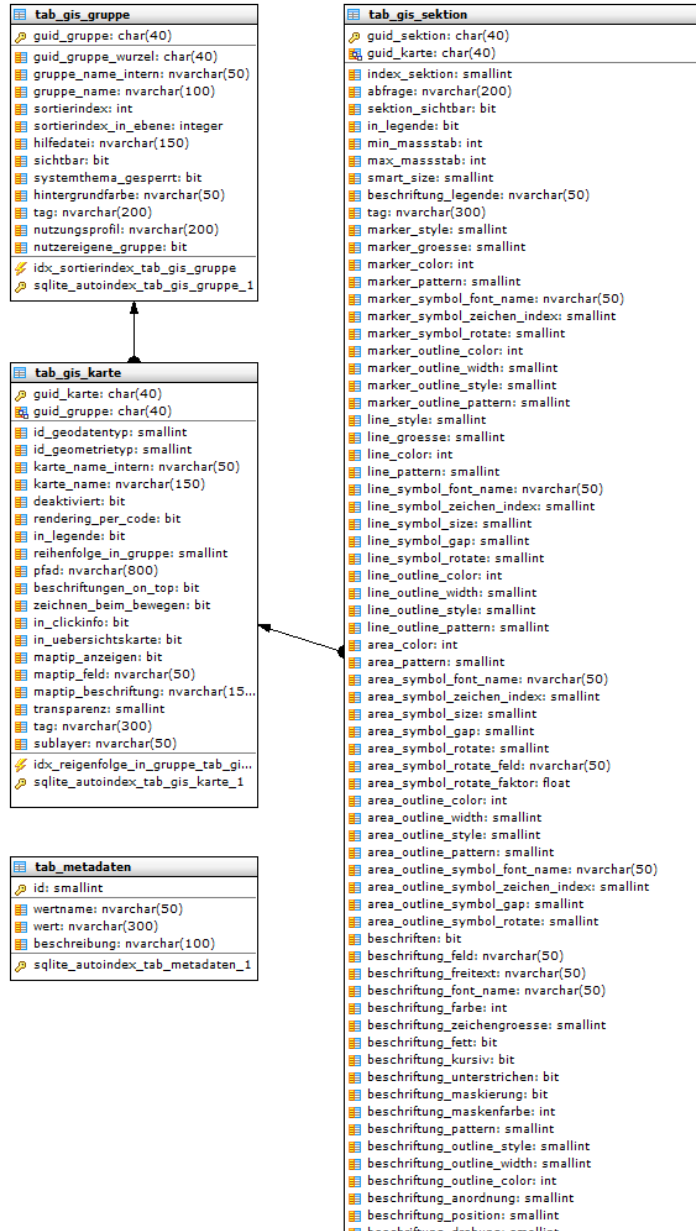 tab_gis_gruppe
guid_gruppe: char(40)
guid_gruppe_wurzel: char(40)
gruppe_name_intern: nvarchar(50)
gruppe_name: nvarchar(100)
sortierindex: int
sortierindex_in_ebene: integer
hilfedatei: nvarchar(150)
sichtbar: bit
systemthema_gesperrt: bit
hintergrundfarbe: nvarchar(50)
tag: nvarchar(200)
nutzungsprofil: nvarchar(200)
nutzereigene_gruppe: bit
idx_sortierindex_tab_gis_gruppe
sqlite_autoindex_tab_gis_gruppe_1
tab_gis_karte
guid_karte: char(40)
guid_gruppe: char(40)
id_geodatentyp: smallint
id_geometrietyp: smallint
karte_name_intern: nvarchar(50)
karte_name: nvarchar(150)
deaktiviert: bit
rendering_per_code: bit
in_legende: bit
reihenfolge_in_gruppe: smallint
pfad: nvarchar(800)
beschriftungen_on_top: bit
zeichnen_beim_bewegen: bit
in_clickinfo: bit
in_uebersichtskarte: bit
maptip_anzeigen: bit
maptip_feld: nvarchar(50)
maptip_beschriftung: nvarchar(15...
transparenz: smallint
tag: nvarchar(300)
sublayer: nvarchar(50)
idx_reigenfolge_in_gruppe_tab_gi...
sqlite_autoindex_tab_gis_karte_1
tab_metadaten
id: smallint
wertname: nvarchar(50)
wert: nvarchar(300)
beschreibung: nvarchar(100)
sqlite_autoindex_tab_metadaten_1
tab_gis_sektion
guid_sektion: char(40)
guid_karte: char(40)
index_sektion: smallint
abfrage: nvarchar(200)
sektion_sichtbar: bit
in_legende: bit
min_massstab: int
max_massstab: int
smart_size: smallint
beschriftung_legende: nvarchar(50)
tag: nvarchar(300)
marker_style: smallint
marker_groesse: smallint
marker_color: int
marker_pattern: smallint
marker_symbol_font_name: nvarchar(50)
marker_symbol_zeichen_index: smallint
marker_symbol_rotate: smallint
marker_outline_color: int
marker_outline_width: smallint
marker_outline_style: smallint
marker_outline_pattern: smallint
line_style: smallint
line_groesse: smallint
line_color: int
line_pattern: smallint
line_symbol_font_name: nvarchar(50)
line_symbol_zeichen_index: smallint
line_symbol_size: smallint
line_symbol_gap: smallint
line_symbol_rotate: smallint
line_outline_color: int
line_outline_width: smallint
line_outline_style: smallint
line_outline_pattern: smallint
area_color: int
area_pattern: smallint
area_symbol_font_name: nvarchar(50)
area_symbol_zeichen_index: smallint
area_symbol_size: smallint
area_symbol_gap: smallint
area_symbol_rotate: smallint
area_symbol_rotate_feld: nvarchar(50)
area_symbol_rotate_faktor: float
area_outline_color: int
area_outline_width: smallint
area_outline_style: smallint
area_outline_pattern: smallint
area_outline_symbol_font_name: nvarchar(50)
area_outline_symbol_zeichen_index: smallint
area_outline_symbol_gap: smallint
area_outline_symbol_rotate: smallint
beschriften: bit
beschriftung_feld: nvarchar(50)
beschriftung_freitext: nvarchar(50)
beschriftung_font_name: nvarchar(50)
beschriftung_farbe: int
beschriftung_zeichengroesse: smallint
beschriftung_fett: bit
beschriftung_kursiv: bit
beschriftung_unterstrichen: bit
beschriftung_maskierung: bit
beschriftung_maskenfarbe: int
beschriftung_pattern: smallint
beschriftung_outline_style: smallint
beschriftung_outline_width: smallint
beschriftung_outline_color: int
beschriftung_anordnung: smallint
beschriftung_position: smallint